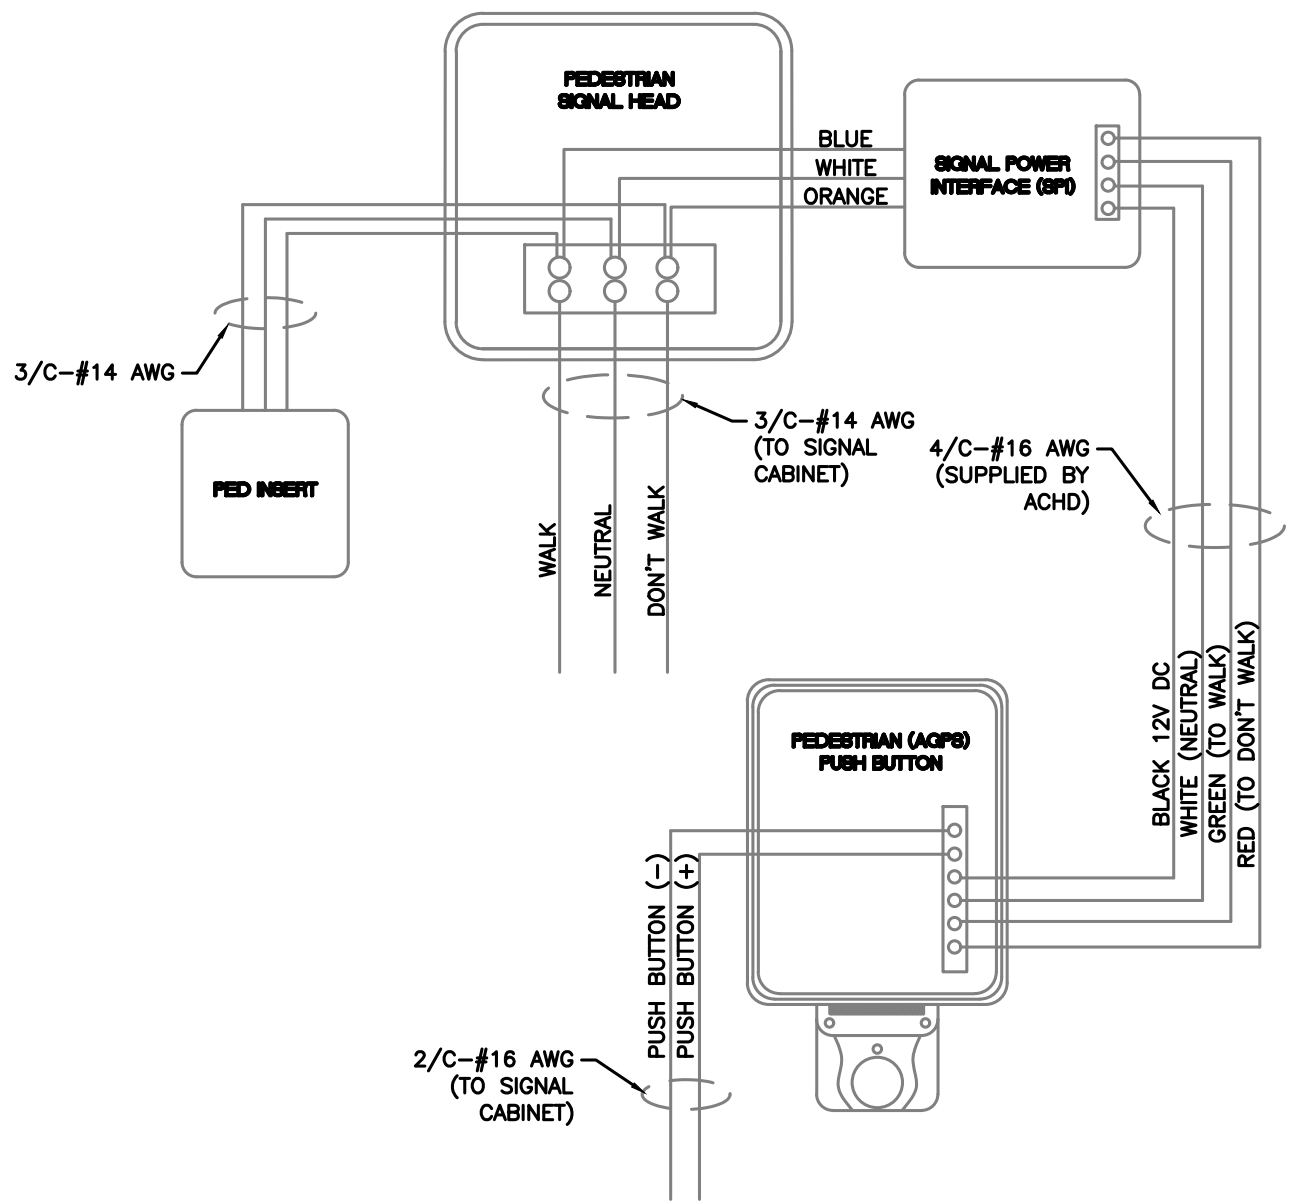 PEDESTRIAN
SIGNAL HEAD
BLUE
WHITE
ORANGE
SIGNAL POWER
INTERFACE (SPI)
3/C-#14 AWG
PED INSERT
3/C-#14 AWG
(TO SIGNAL
CABINET)
4/C-#16 AWG
(SUPPLIED BY
ACHD)
WALK
NEUTRAL
DON'T WALK
BLACK 12V DC
WHITE (NEUTRAL)
GREEN (TO WALK)
RED (TO DON'T WALK)
PEDESTRIAN (AGPS)
PUSH BUTTON
PUSH BUTTON (-)
PUSH BUTTON (+)
2/C-#16 AWG
(TO SIGNAL
CABINET)